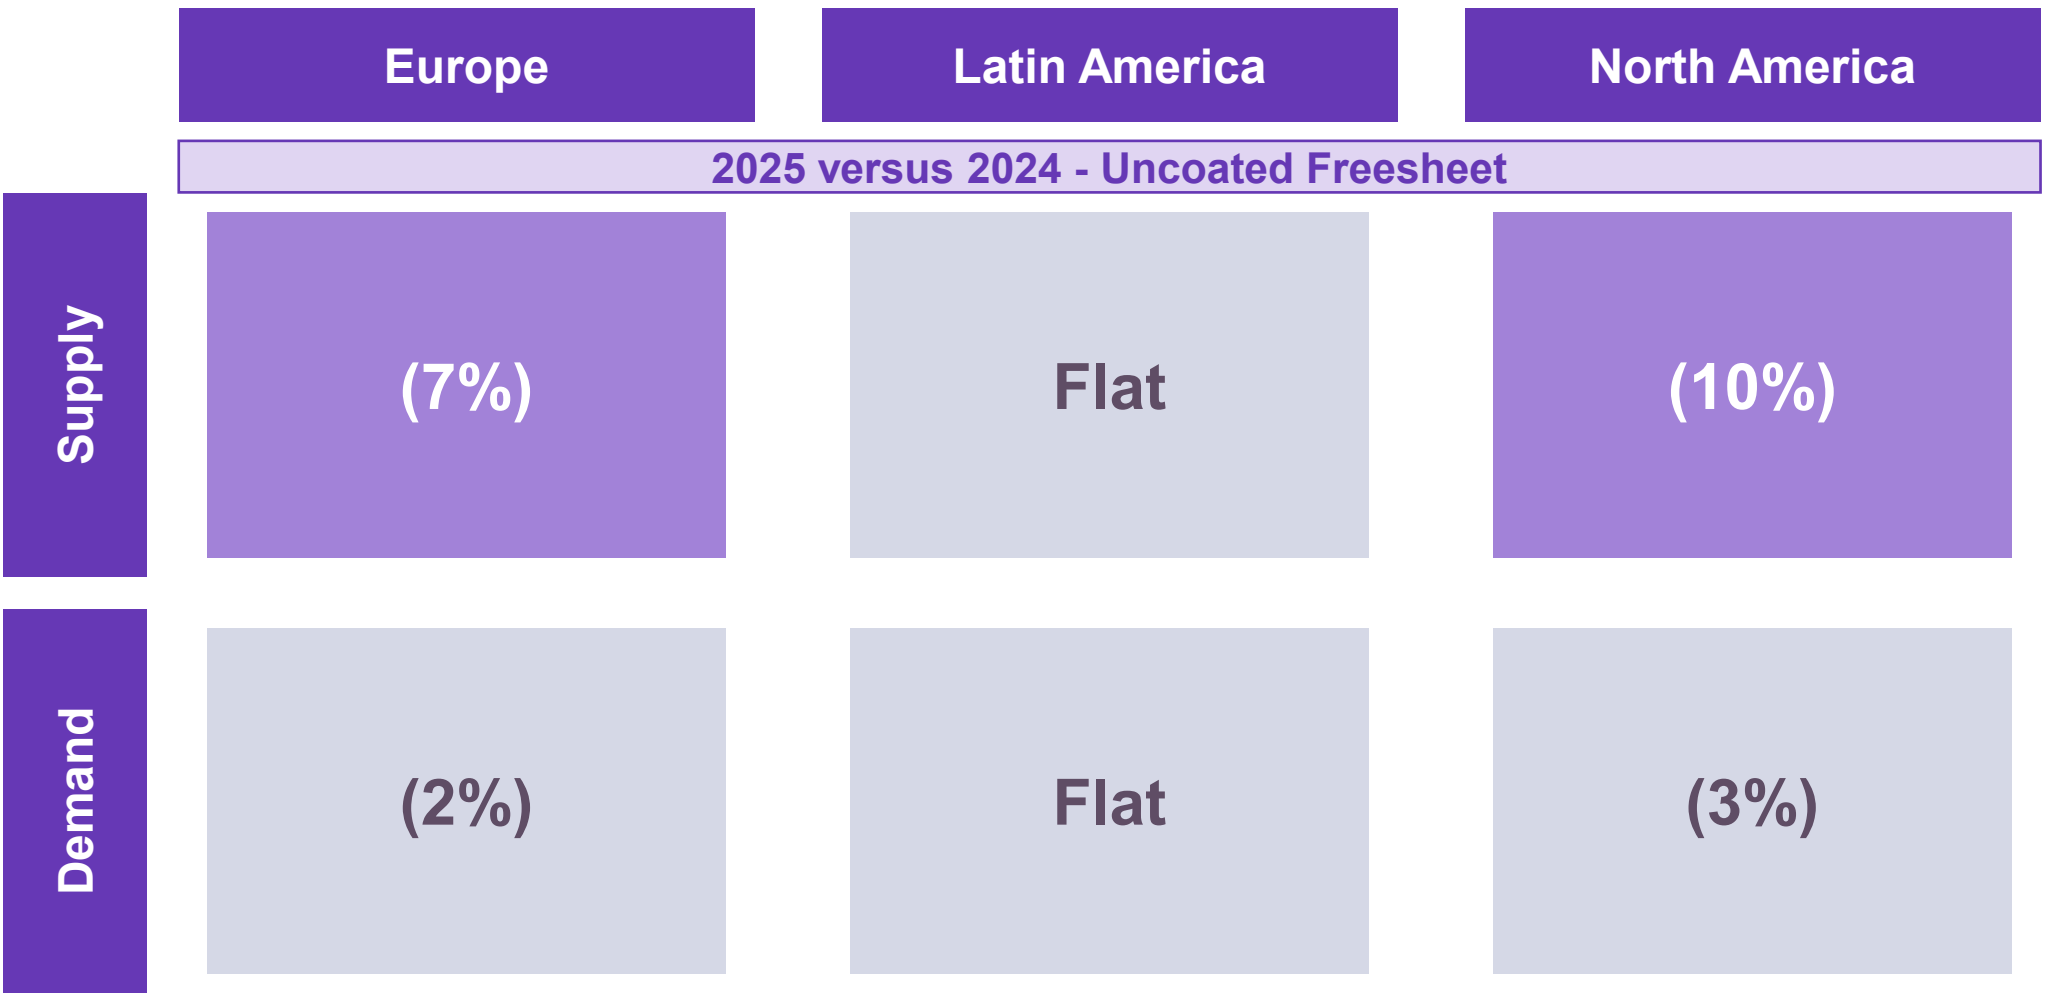 Europe
Latin America
North America
2025 versus 2024 - Uncoated Freesheet
Supply
(7%)
Flat
(10%)
Demand
(2%)
Flat
(3%)